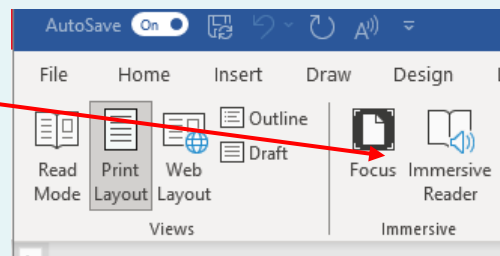 AutoSave On
File Home Insert Draw Design
Outline
Draft
Read Print Web Focus Immersive
Mode Layout Layout Reader
Views Immersive